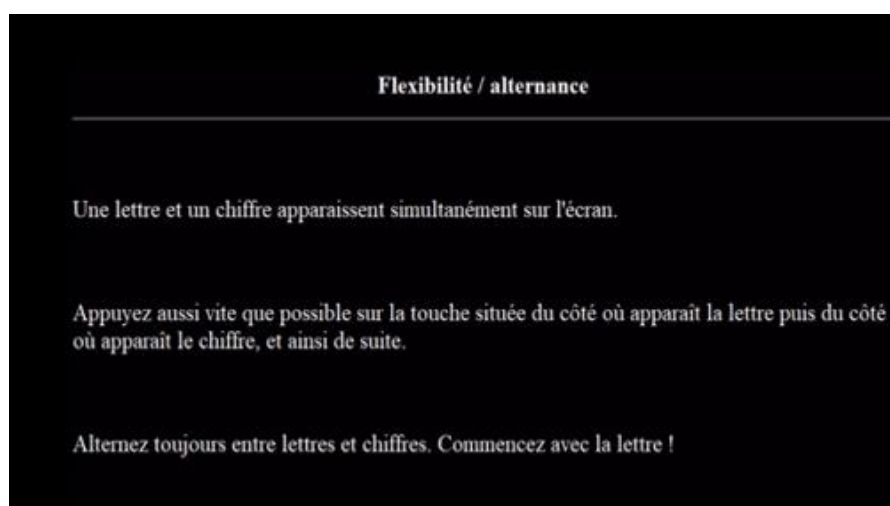 Flexibilité / alternance
Une lettre et un chiffre apparaissent simultanément sur l'écran.
Appuyez aussi vite que possible sur la touche située du côté où apparaît la lettre puis du côté
où apparaît le chiffre, et ainsi de suite.
Alternez toujours entre lettres et chiffres. Commencez avec la lettre !